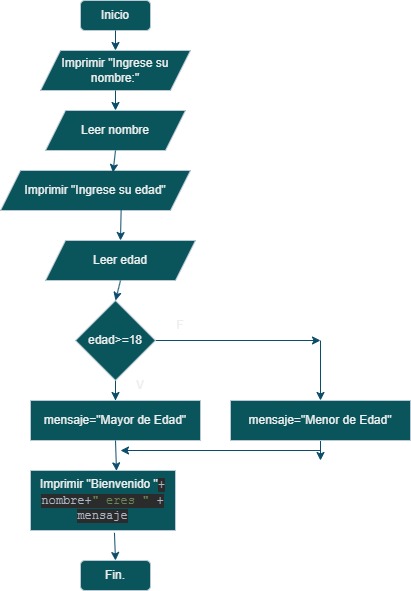 Inicio
Imprimir "Ingrese su
nombre:"
Leer nombre
Imprimir "Ingrese su edad"
Leer edad
edad>=18
F
V
mensaje="Mayor de Edad"
mensaje="Menor de Edad"
Imprimir "Bienvenido "+
nombre+" eres " +
mensaje
Fin.